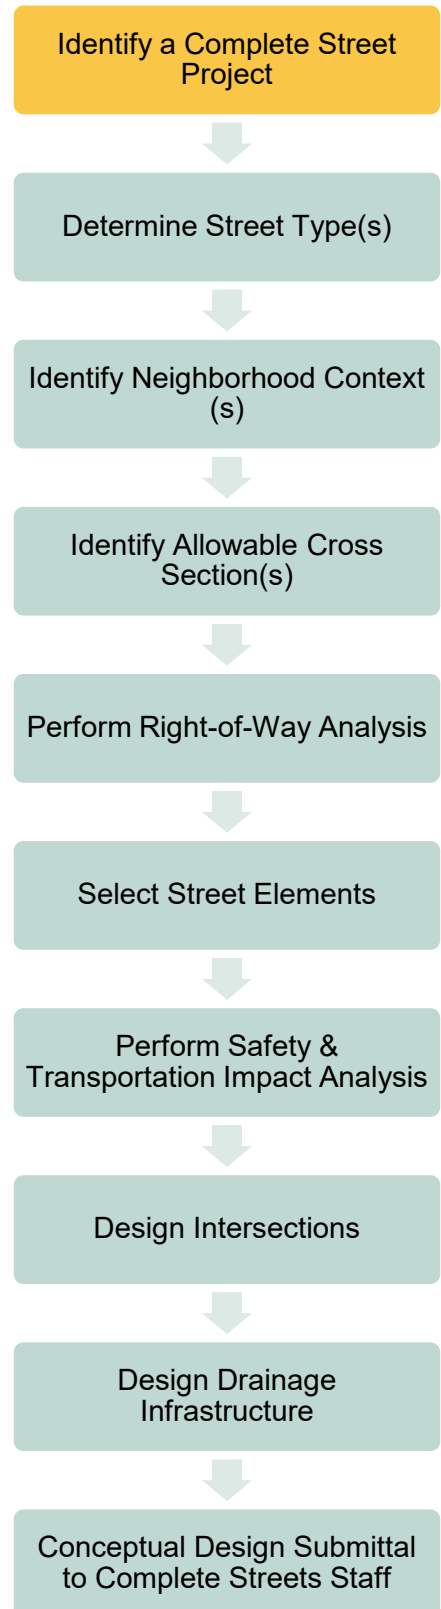 Identify a Complete Street
Project
Determine Street Type(s)
Identify Neighborhood Context
(s)
Identify Allowable Cross
Section(s)
Perform Right-of-Way Analysis
Select Street Elements
Perform Safety &
Transportation Impact Analysis
Design Intersections
Design Drainage
Infrastructure
Conceptual Design Submittal
to Complete Streets Staff